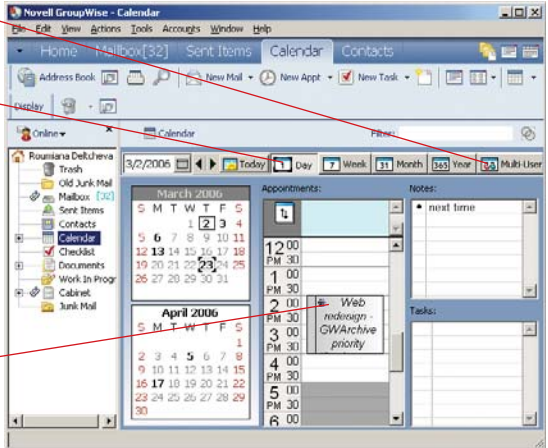 Novell GroupWise - Calendar
File Edit View Actions Tools Accounts Window Help
Home Mailbox[32] Sent Items Calendar Contacts
Address Book New Mail New Appt New Task
Display
Online Calendar Filter:
Roumiana Deltcheva
Trash
Old Junk Mail
Mailbox [32]
Sent Items
Contacts
Calendar
Checklist
Documents
Work In Progr
Cabinet
Junk Mail
3/2/2006 Today 1 Day 7 Week 31 Month 365 Year Multi-User
March 2006
S M T W T F S
1 2 3 4
5 6 7 8 9 10 11
12 13 14 15 16 17 18
19 20 21 22 23 24 25
26 27 28 29 30 31
April 2006
S M T W T F S
1
2 3 4 5 6 7 8
9 10 11 12 13 14 15
16 17 18 19 20 21 22
23 24 25 26 27 28 29
30
Appointments:
12 00
PM 30
1 00
PM 30
2 00
PM 30
3 00
PM 30
4 00
PM 30
5 00
PM 30
6 00
Web
redesign -
GWArchive
priority
Notes:
• next time
Tasks: